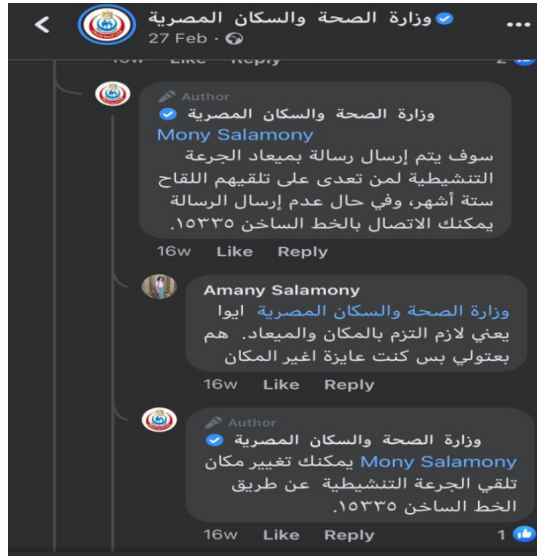 وزارة الصحة والسكان المصرية
27 Feb ·
16w Like Reply 2
Author
وزارة الصحة والسكان المصرية
Mony Salamony
سوف يتم إرسال رسالة بميعاد الجرعة
التنشيطية لمن تعدى على تلقيهم اللقاح
ستة أشهر، وفي حال عدم إرسال الرسالة
يمكنك الاتصال بالخط الساخن ١٥٣٣٥.
16w Like Reply
Amany Salamony
وزارة الصحة والسكان المصرية ايوا
يعني لازم التزم بالمكان والميعاد. هم
بعتولي بس كنت عايزة اغير المكان
16w Like Reply
Author
وزارة الصحة والسكان المصرية
Mony Salamony يمكنك تغيير مكان
تلقي الجرعة التنشيطية عن طريق
الخط الساخن ١٥٣٣٥.
16w Like Reply 1